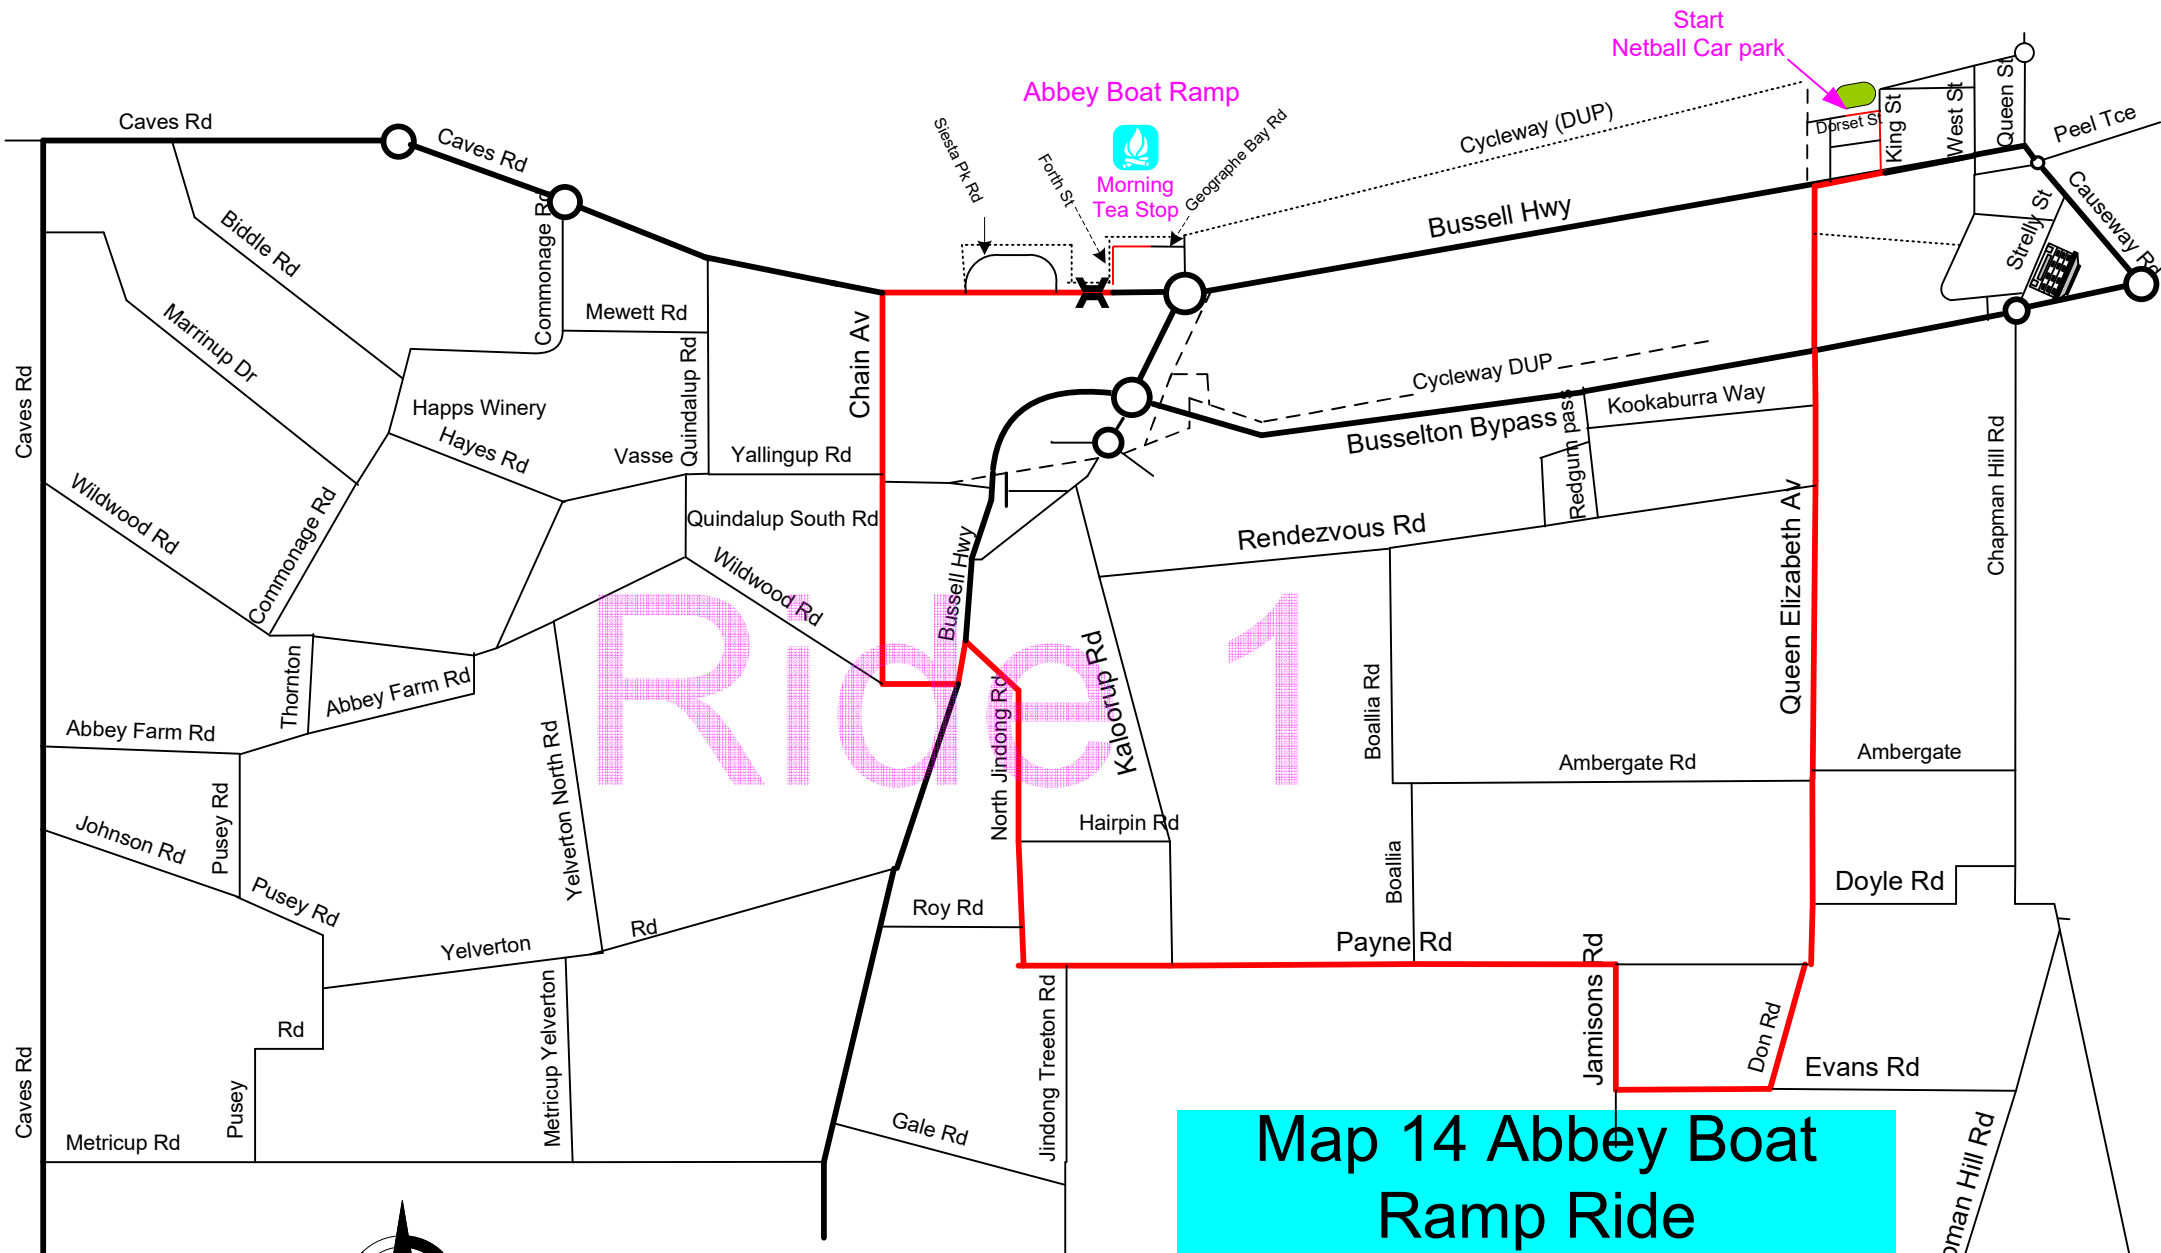 Start
Netball Car park
Abbey Boat Ramp
Morning
Tea Stop
Siesta Pk Rd
Forth St
Geographe Bay Rd
Cycleway (DUP)
Dorset St
King St
West St
Queen St
Peel Tce
Causeway Rd
Strelly St
Caves Rd
Caves Rd
Biddle Rd
Commonage Rd
Marrinup Dr
Mewett Rd
Bussell Hwy
Chain Av
Quindalup Rd
Caves Rd
Happs Winery
Hayes Rd
Vasse
Yallingup Rd
Cycleway DUP
Busselton Bypass
Redgum pass
Kookaburra Way
Chapman Hill Rd
Wildwood Rd
Commonage Rd
Quindalup South Rd
Wildwood Rd
Bussell Hwy
Rendezvous Rd
Queen Elizabeth Av
Ride 1
Kaloorup Rd
Boallia Rd
Thornton
Abbey Farm Rd
Abbey Farm Rd
Yelverton North Rd
North Jindong Rd
Ambergate Rd
Ambergate
Johnson Rd
Pusey Rd
Pusey Rd
Hairpin Rd
Boallia
Doyle Rd
Roy Rd
Yelverton
Rd
Payne Rd
Jamisons Rd
Don Rd
Evans Rd
Rd
Pusey
Metricup Yelverton
Jindong Treeton Rd
Caves Rd
Metricup Rd
Gale Rd
Map 14 Abbey Boat
Ramp Ride
pman Hill Rd